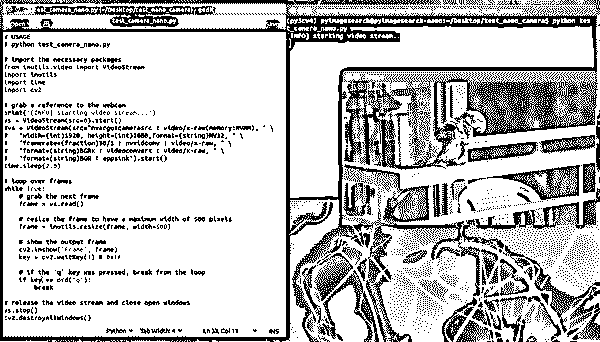 test_camera_nano.py (~/Desktop/test_nano_camera) - gedit
Open
test_camera_nano.py
Save
# USAGE
# python test_camera_nano.py
# import the necessary packages
from imutils.video import VideoStream
import imutils
import time
import cv2
# grab a reference to the webcam
print("[INFO] starting video stream...")
#vs = VideoStream(src=0).start()
vs = VideoStream(src="nvarguscamerasrc ! video/x-raw(memory:NVMM), " \
"width=(int)1920, height=(int)1080,format=(string)NV12, " \
"framerate=(fraction)30/1 ! nvvidconv ! video/x-raw, " \
"format=(string)BGRx ! videoconvert ! video/x-raw, " \
"format=(string)BGR ! appsink").start()
time.sleep(2.0)
# loop over frames
while True:
# grab the next frame
frame = vs.read()
# resize the frame to have a maximum width of 500 pixels
frame = imutils.resize(frame, width=500)
# show the output frame
cv2.imshow("Frame", frame)
key = cv2.waitKey(1) & 0xFF
# if the 'q' key was pressed, break from the loop
if key == ord("q"):
break
# release the video stream and close open windows
vs.stop()
cv2.destroyAllWindows()
Python
Tab Width: 4
INS
(py3cv4) pyimagesearch@pyimagesearch-nano:~/Desktop/test_nano_camera$ python tes
t_camera_nano.py
[INFO] starting video stream...